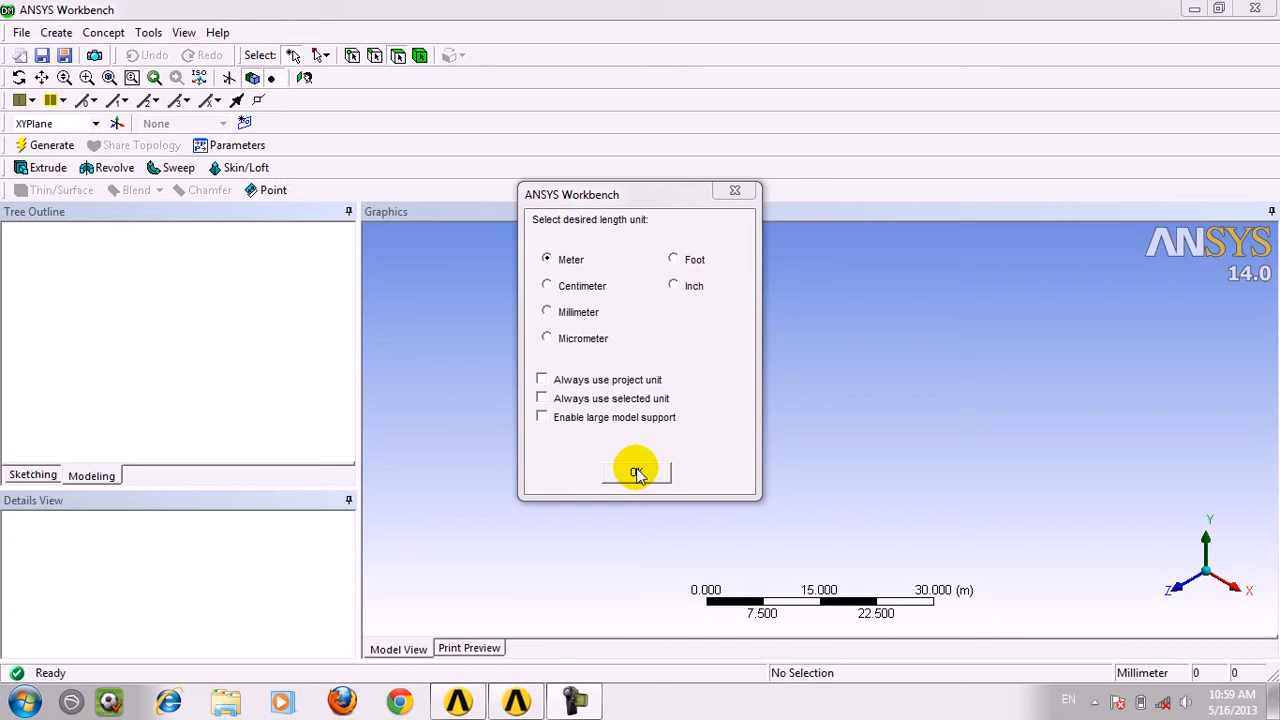 ANSYS Workbench
File Create Concept Tools View Help
Undo Redo Select:
ISO
XYPlane None
Generate Share Topology Parameters
Extrude Revolve Sweep Skin/Loft
Thin/Surface Blend Chamfer Point
Tree Outline
Graphics
ANSYS
14.0
ANSYS Workbench
Select desired length unit:
Meter Foot
Centimeter Inch
Millimeter
Micrometer
Always use project unit
Always use selected unit
Enable large model support
OK
Sketching Modeling
Details View
Y
Z X
0.000 15.000 30.000 (m)
7.500 22.500
Model View Print Preview
Ready No Selection Millimeter 0 0
EN
10:59 AM
5/16/2013